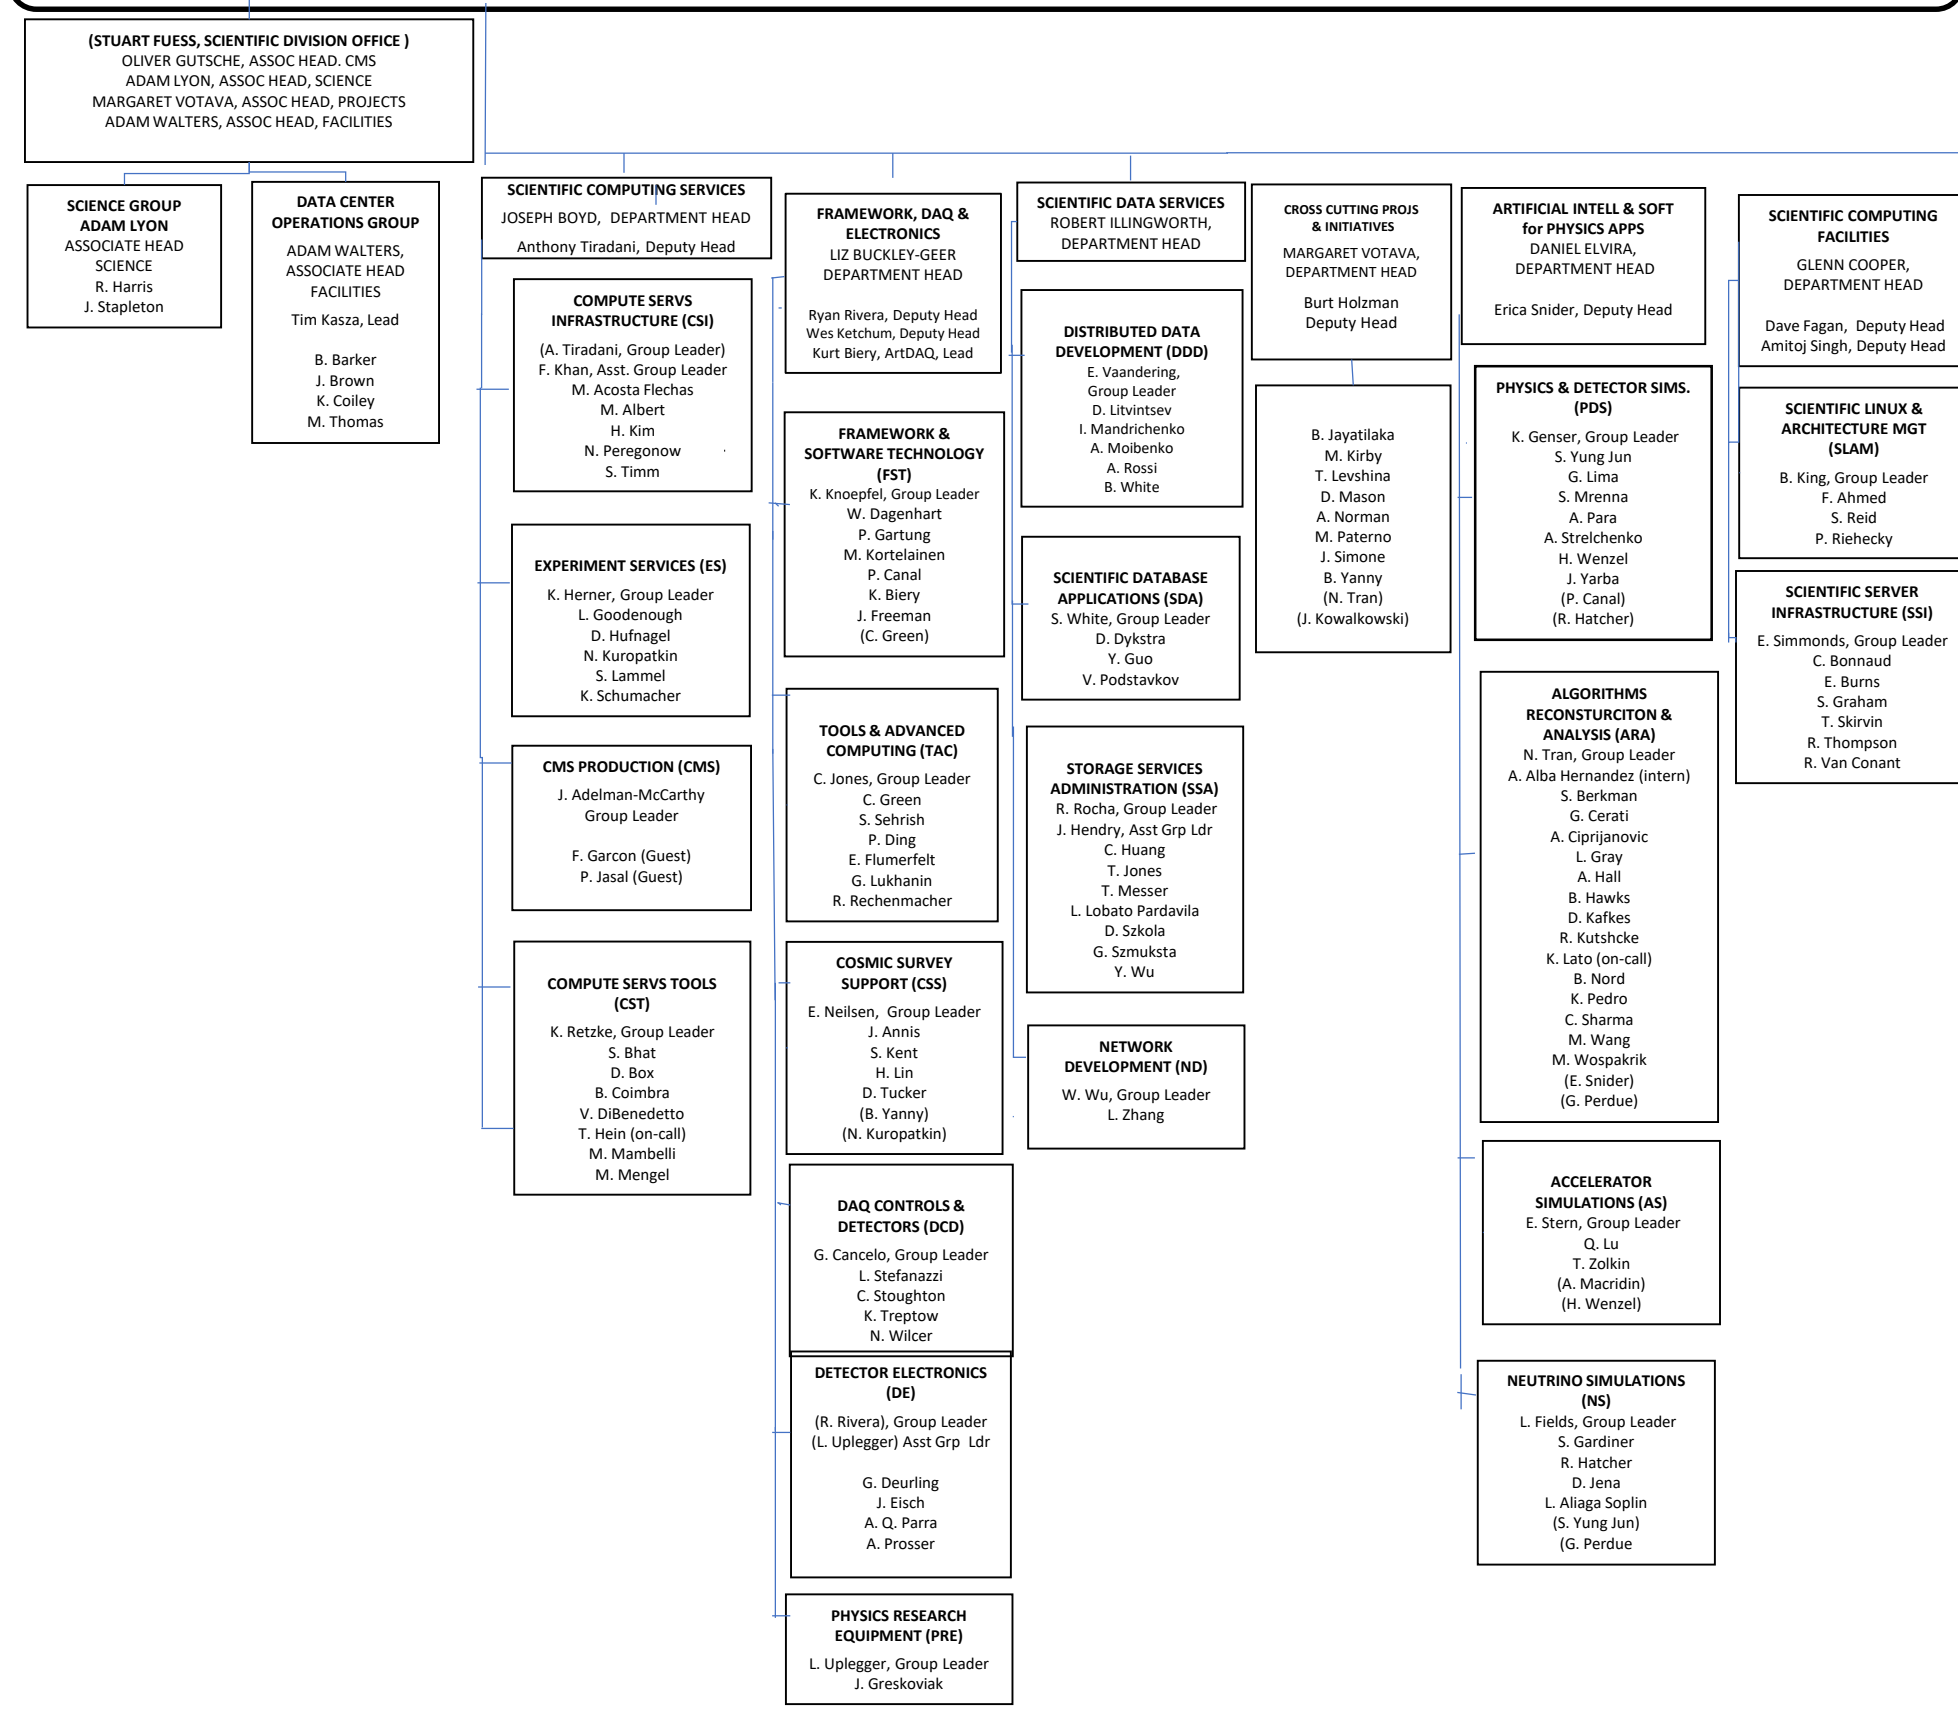 (STUART FUESS, SCIENTIFIC DIVISION OFFICE )
OLIVER GUTSCHE, ASSOC HEAD. CMS
ADAM LYON, ASSOC HEAD, SCIENCE
MARGARET VOTAVA, ASSOC HEAD, PROJECTS
ADAM WALTERS, ASSOC HEAD, FACILITIES
SCIENCE GROUP
ADAM LYON
ASSOCIATE HEAD
SCIENCE
R. Harris
J. Stapleton
DATA CENTER
OPERATIONS GROUP
ADAM WALTERS,
ASSOCIATE HEAD
FACILITIES
Tim Kasza, Lead
B. Barker
J. Brown
K. Coiley
M. Thomas
SCIENTIFIC COMPUTING SERVICES
JOSEPH BOYD, DEPARTMENT HEAD
Anthony Tiradani, Deputy Head
COMPUTE SERVS
INFRASTRUCTURE (CSI)
(A. Tiradani, Group Leader)
F. Khan, Asst. Group Leader
M. Acosta Flechas
M. Albert
H. Kim
N. Peregonow
S. Timm
EXPERIMENT SERVICES (ES)
K. Herner, Group Leader
L. Goodenough
D. Hufnagel
N. Kuropatkin
S. Lammel
K. Schumacher
CMS PRODUCTION (CMS)
J. Adelman-McCarthy
Group Leader
F. Garcon (Guest)
P. Jasal (Guest)
COMPUTE SERVS TOOLS
(CST)
K. Retzke, Group Leader
S. Bhat
D. Box
B. Coimbra
V. DiBenedetto
T. Hein (on-call)
M. Mambelli
M. Mengel
FRAMEWORK, DAQ &
ELECTRONICS
LIZ BUCKLEY-GEER
DEPARTMENT HEAD
Ryan Rivera, Deputy Head
Wes Ketchum, Deputy Head
Kurt Biery, ArtDAQ, Lead
FRAMEWORK &
SOFTWARE TECHNOLOGY
(FST)
K. Knoepfel, Group Leader
W. Dagenhart
P. Gartung
M. Kortelainen
P. Canal
K. Biery
J. Freeman
(C. Green)
TOOLS & ADVANCED
COMPUTING (TAC)
C. Jones, Group Leader
C. Green
S. Sehrish
P. Ding
E. Flumerfelt
G. Lukhanin
R. Rechenmacher
COSMIC SURVEY
SUPPORT (CSS)
E. Neilsen, Group Leader
J. Annis
S. Kent
H. Lin
D. Tucker
(B. Yanny)
(N. Kuropatkin)
DAQ CONTROLS &
DETECTORS (DCD)
G. Cancelo, Group Leader
L. Stefanazzi
C. Stoughton
K. Treptow
N. Wilcer
DETECTOR ELECTRONICS
(DE)
(R. Rivera), Group Leader
(L. Uplegger) Asst Grp Ldr
G. Deurling
J. Eisch
A. Q. Parra
A. Prosser
PHYSICS RESEARCH
EQUIPMENT (PRE)
L. Uplegger, Group Leader
J. Greskoviak
SCIENTIFIC DATA SERVICES
ROBERT ILLINGWORTH,
DEPARTMENT HEAD
DISTRIBUTED DATA
DEVELOPMENT (DDD)
E. Vaandering,
Group Leader
D. Litvintsev
I. Mandrichenko
A. Moibenko
A. Rossi
B. White
SCIENTIFIC DATABASE
APPLICATIONS (SDA)
S. White, Group Leader
D. Dykstra
Y. Guo
V. Podstavkov
STORAGE SERVICES
ADMINISTRATION (SSA)
R. Rocha, Group Leader
J. Hendry, Asst Grp Ldr
C. Huang
T. Jones
T. Messer
L. Lobato Pardavila
D. Szkola
G. Szmuksta
Y. Wu
NETWORK
DEVELOPMENT (ND)
W. Wu, Group Leader
L. Zhang
CROSS CUTTING PROJS
& INITIATIVES
MARGARET VOTAVA,
DEPARTMENT HEAD
Burt Holzman
Deputy Head
B. Jayatilaka
M. Kirby
T. Levshina
D. Mason
A. Norman
M. Paterno
J. Simone
B. Yanny
(N. Tran)
(J. Kowalkowski)
ARTIFICIAL INTELL & SOFT
for PHYSICS APPS
DANIEL ELVIRA,
DEPARTMENT HEAD
Erica Snider, Deputy Head
PHYSICS & DETECTOR SIMS.
(PDS)
K. Genser, Group Leader
S. Yung Jun
G. Lima
S. Mrenna
A. Para
A. Strelchenko
H. Wenzel
J. Yarba
(P. Canal)
(R. Hatcher)
ALGORITHMS
RECONSTURCITON &
ANALYSIS (ARA)
N. Tran, Group Leader
A. Alba Hernandez (intern)
S. Berkman
G. Cerati
A. Ciprijanovic
L. Gray
A. Hall
B. Hawks
D. Kafkes
R. Kutshcke
K. Lato (on-call)
B. Nord
K. Pedro
C. Sharma
M. Wang
M. Wospakrik
(E. Snider)
(G. Perdue)
ACCELERATOR
SIMULATIONS (AS)
E. Stern, Group Leader
Q. Lu
T. Zolkin
(A. Macridin)
(H. Wenzel)
NEUTRINO SIMULATIONS
(NS)
L. Fields, Group Leader
S. Gardiner
R. Hatcher
D. Jena
L. Aliaga Soplin
(S. Yung Jun)
(G. Perdue
SCIENTIFIC COMPUTING
FACILITIES
GLENN COOPER,
DEPARTMENT HEAD
Dave Fagan, Deputy Head
Amitoj Singh, Deputy Head
SCIENTIFIC LINUX &
ARCHITECTURE MGT
(SLAM)
B. King, Group Leader
F. Ahmed
S. Reid
P. Riehecky
SCIENTIFIC SERVER
INFRASTRUCTURE (SSI)
E. Simmonds, Group Leader
C. Bonnaud
E. Burns
S. Graham
T. Skirvin
R. Thompson
R. Van Conant